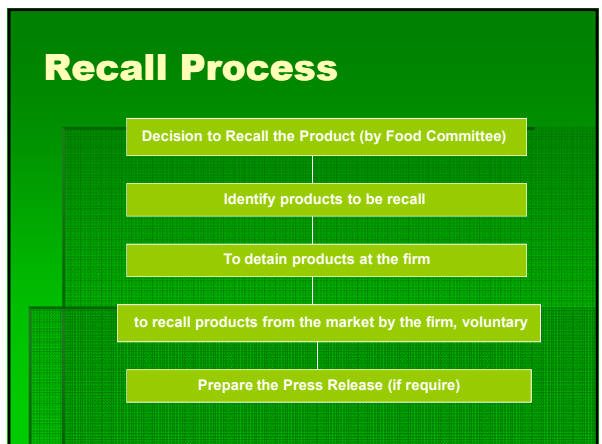 Recall Process
Decision to Recall the Product (by Food Committee)
Identify products to be recall
To detain products at the firm
to recall products from the market by the firm, voluntary
Prepare the Press Release (if require)